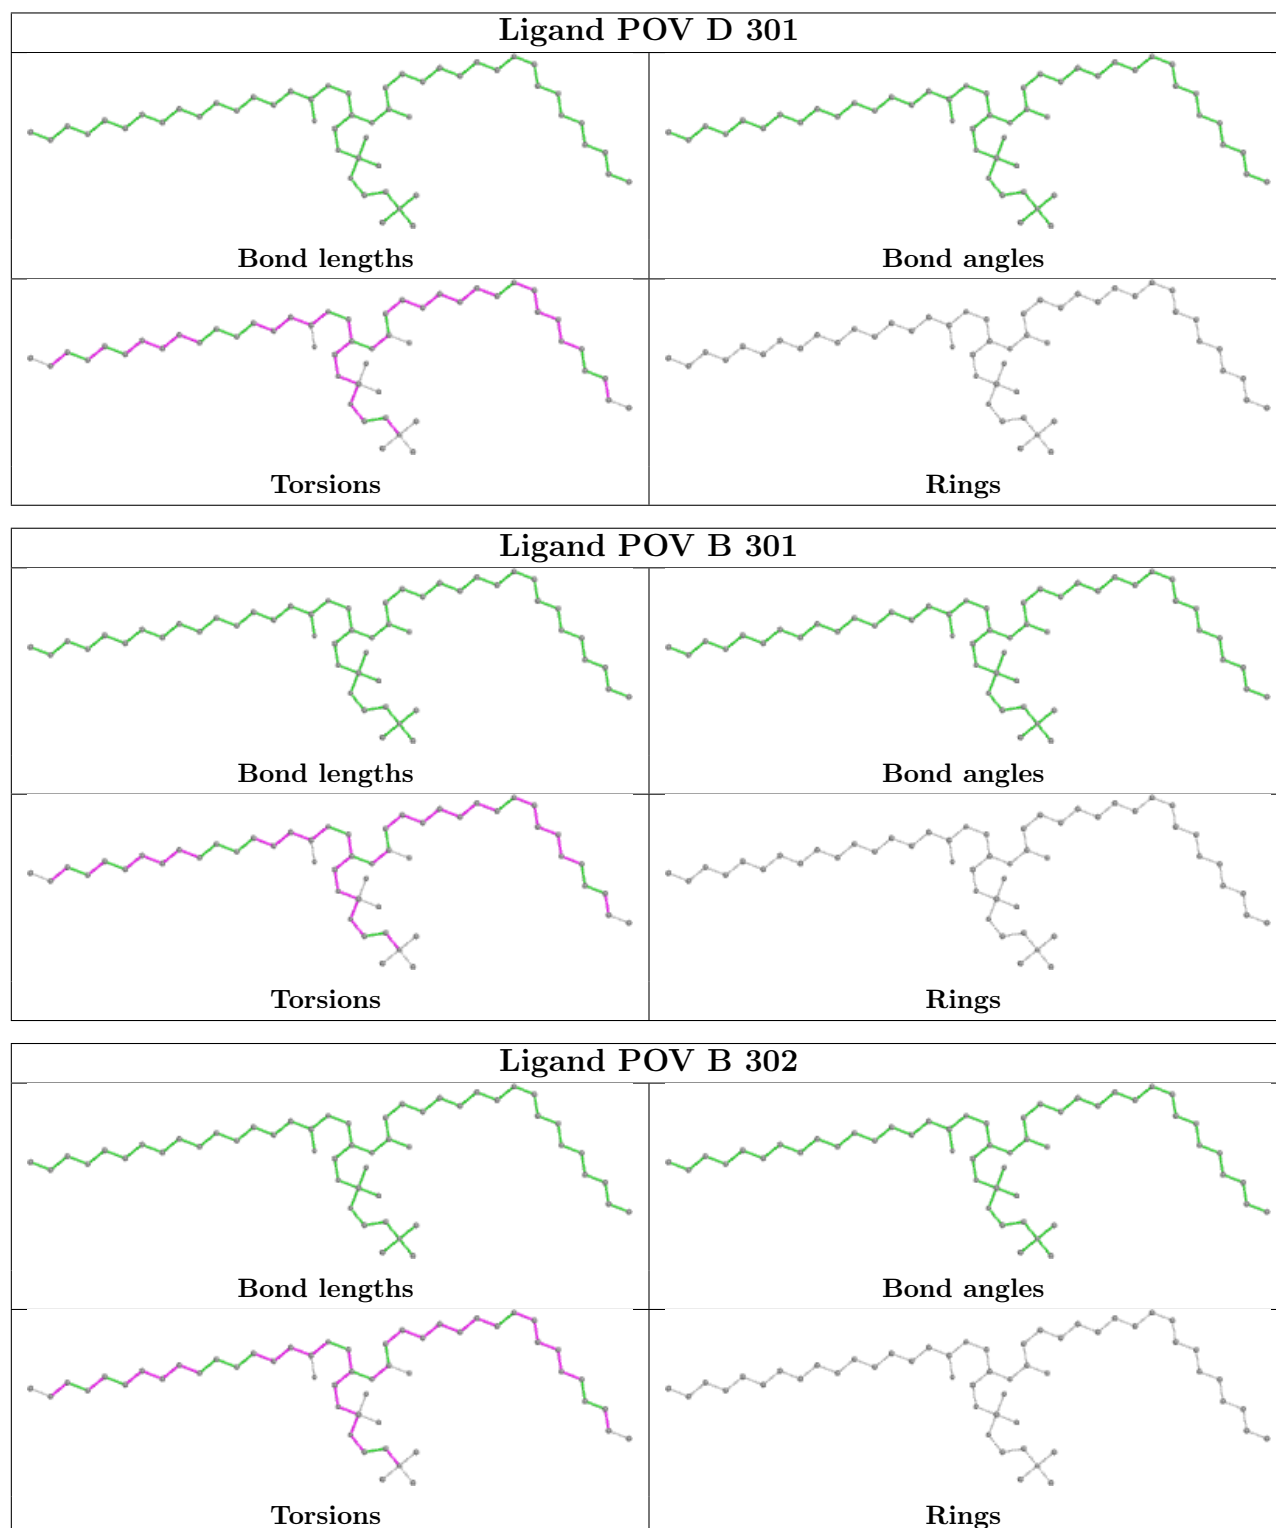 Ligand POV D 301
Bond lengths
Bond angles
Torsions
Rings
Ligand POV B 301
Bond lengths
Bond angles
Torsions
Rings
Ligand POV B 302
Bond lengths
Bond angles
Torsions
Rings